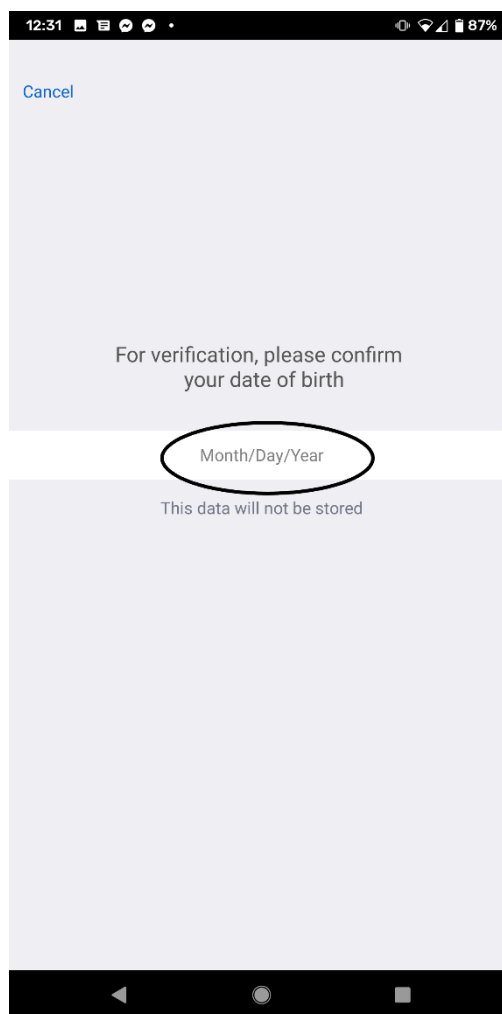 12:31 87%
Cancel
For verification, please confirm
your date of birth
Month/Day/Year
This data will not be stored